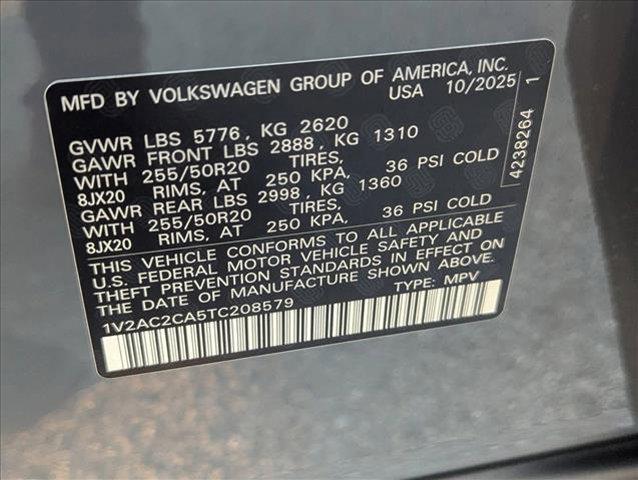 MFD BY VOLKSWAGEN GROUP OF AMERICA, INC.
USA 10/2025
GVWR LBS 5776, KG 2620
GAWR FRONT LBS 2888, KG 1310
WITH 255/50R20 TIRES,
8JX20 RIMS, AT 250 KPA, 36 PSI COLD
GAWR REAR LBS 2998, KG 1360
WITH 255/50R20 TIRES,
8JX20 RIMS, AT 250 KPA, 36 PSI COLD
THIS VEHICLE CONFORMS TO ALL APPLICABLE
U.S. FEDERAL MOTOR VEHICLE SAFETY AND
THEFT PREVENTION STANDARDS IN EFFECT ON
THE DATE OF MANUFACTURE SHOWN ABOVE.
1V2AC2CA5TC208579 TYPE: MPV
4238264 1